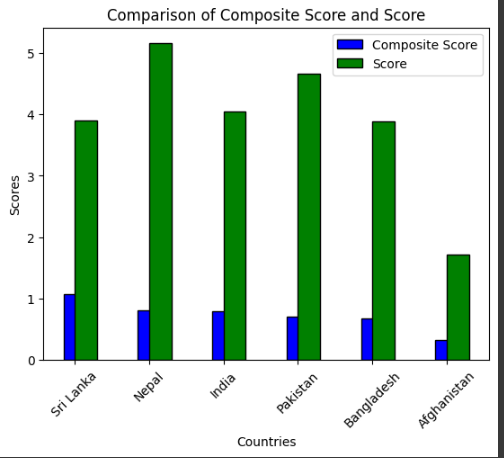 Comparison of Composite Score and Score
Composite Score
Score
5
4
3
2
1
0
Scores
Sri Lanka
Nepal
India
Pakistan
Bangladesh
Afghanistan
Countries